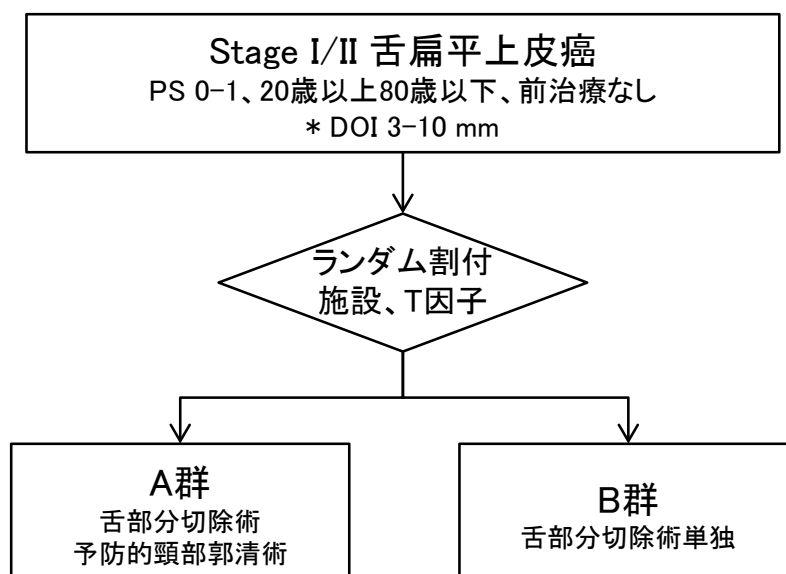 Stage I/II 舌扁平上皮癌
PS 0-1、20歳以上80歳以下、前治療なし
* DOI 3-10 mm
ランダム割付
施設、T因子
A群
舌部分切除術
予防的頸部郭清術
B群
舌部分切除術単独